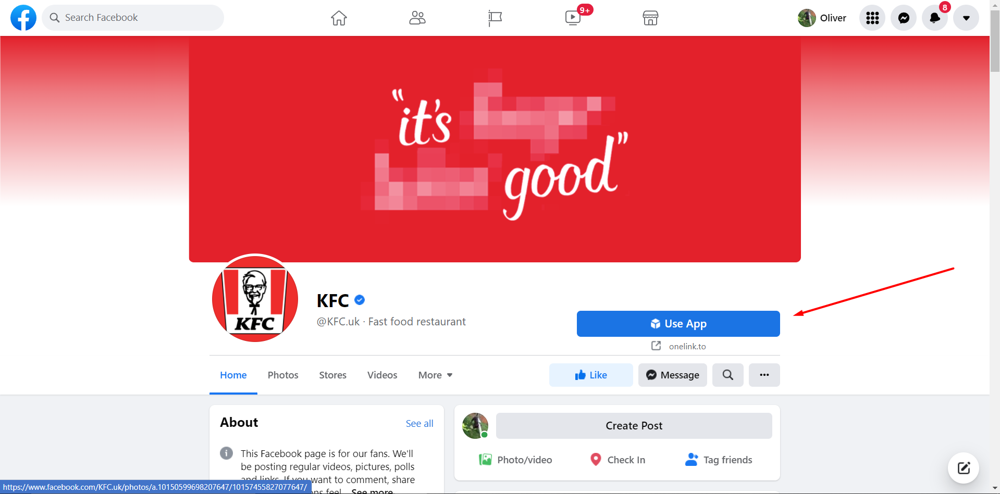 Search Facebook
9+
Oliver
8
"it's
good"
KFC
KFC
@KFC.uk · Fast food restaurant
Use App
onelink.to
Home Photos Stores Videos More
Like Message
About See all
This Facebook page is for our fans. We'll
be posting regular videos, pictures, polls
and links. If you want to comment, share
ns feel... See more
Create Post
Photo/video Check In Tag friends
https://www.facebook.com/KFC.uk/photos/a.10150599698207647/10157455827077647/